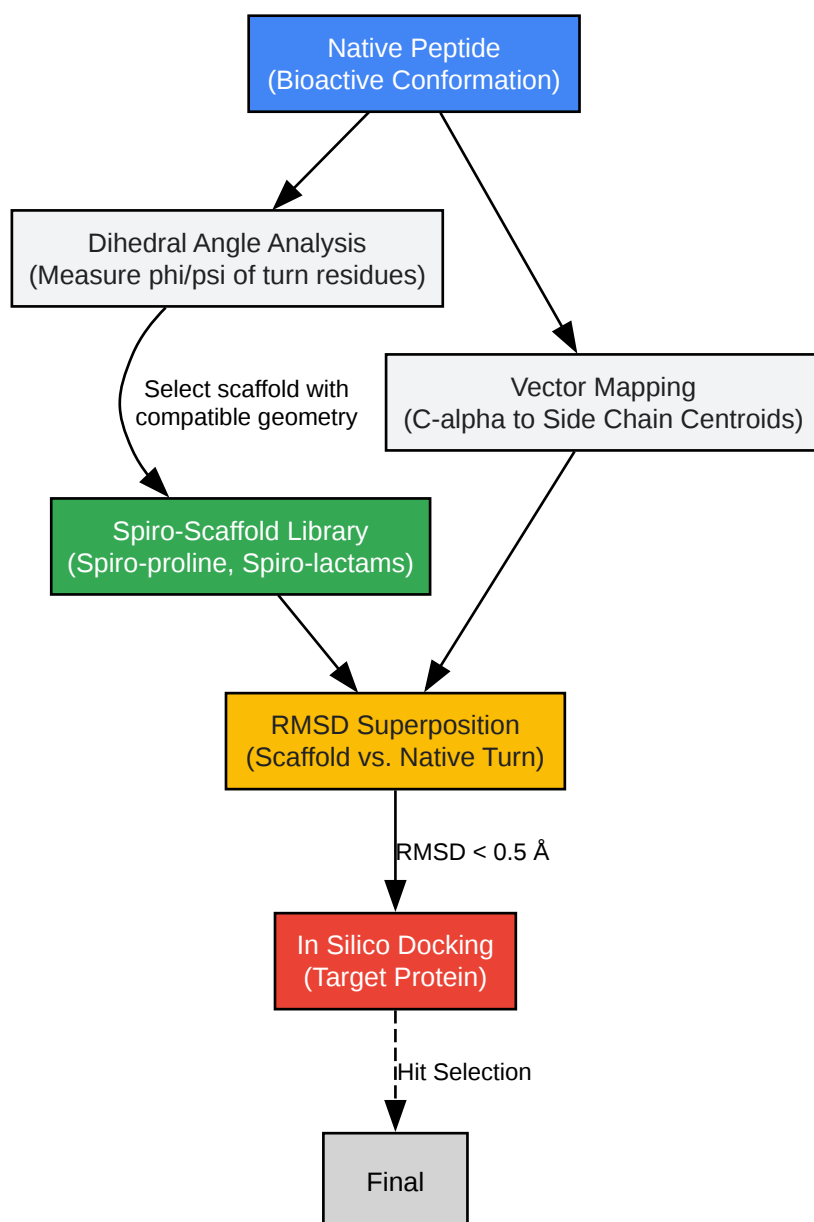 Native Peptide
(Bioactive Conformation)
Dihedral Angle Analysis
(Measure phi/psi of turn residues)
Select scaffold with
compatible geometry
Vector Mapping
(C-alpha to Side Chain Centroids)
Spiro-Scaffold Library
(Spiro-proline, Spiro-lactams)
RMSD Superposition
(Scaffold vs. Native Turn)
RMSD < 0.5 Å
In Silico Docking
(Target Protein)
Hit Selection
Final